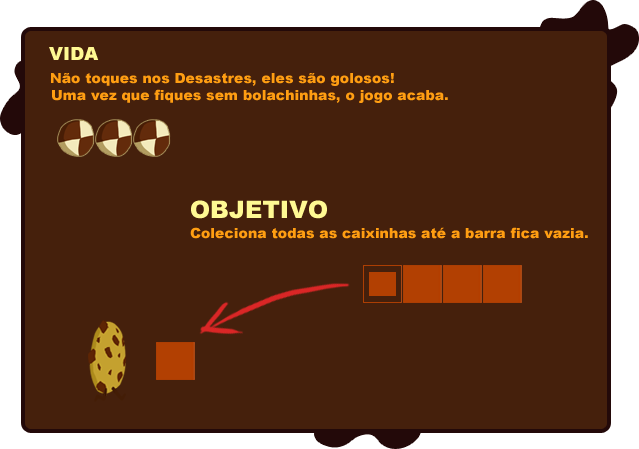 VIDA
Não toques nos Desastres, eles são golosos!
Uma vez que fiques sem bolachinhas, o jogo acaba.
OBJETIVO
Coleciona todas as caixinhas até a barra fica vazia.